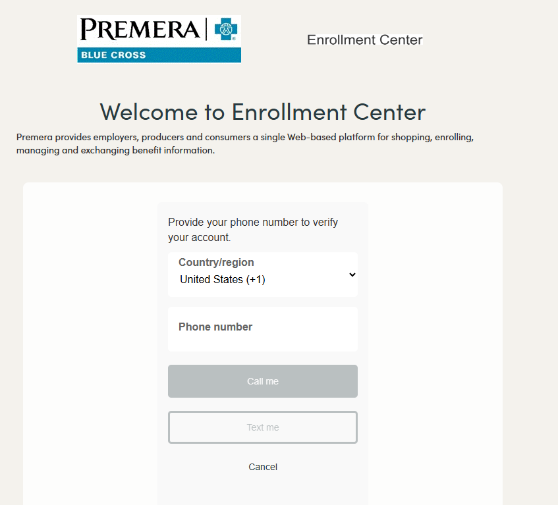 PREMERA
BLUE CROSS
Enrollment Center
Welcome to Enrollment Center
Premera provides employers, producers and consumers a single Web-based platform for shopping, enrolling,
managing and exchanging benefit information.
Provide your phone number to verify
your account.
Country/region
United States (+1)
Phone number
Call me
Text me
Cancel